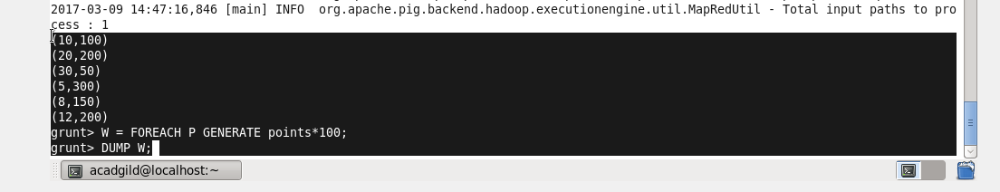 2017-03-09 14:47:16,846 [main] INFO  org.apache.pig.backend.hadoop.executionengine.util.MapRedUtil - Total input paths to pro
cess : 1
(10,100)
(20,200)
(30,50)
(5,300)
(8,150)
(12,200)
grunt> W = FOREACH P GENERATE points*100;
grunt> DUMP W;
acadgild@localhost:~